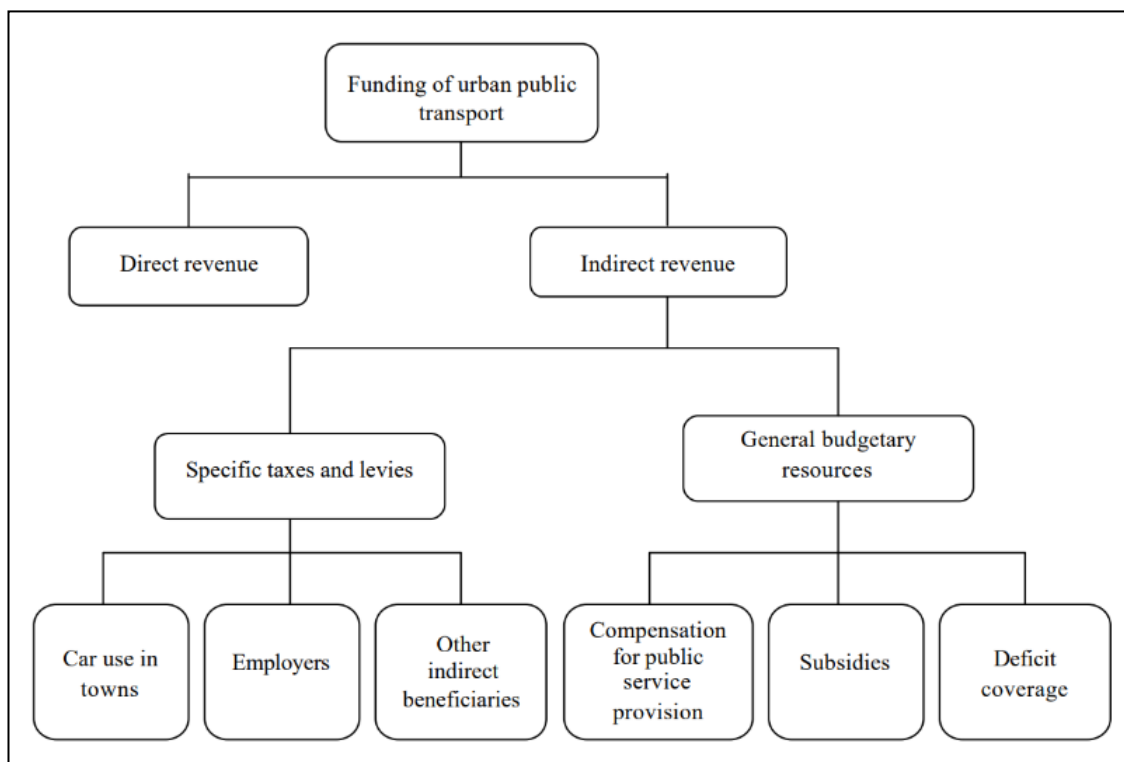 Funding of urban public
transport
Direct revenue
Indirect revenue
Specific taxes and levies
General budgetary
resources
Car use in
towns
Employers
Other
indirect
beneficiaries
Compensation
for public
service
provision
Subsidies
Deficit
coverage